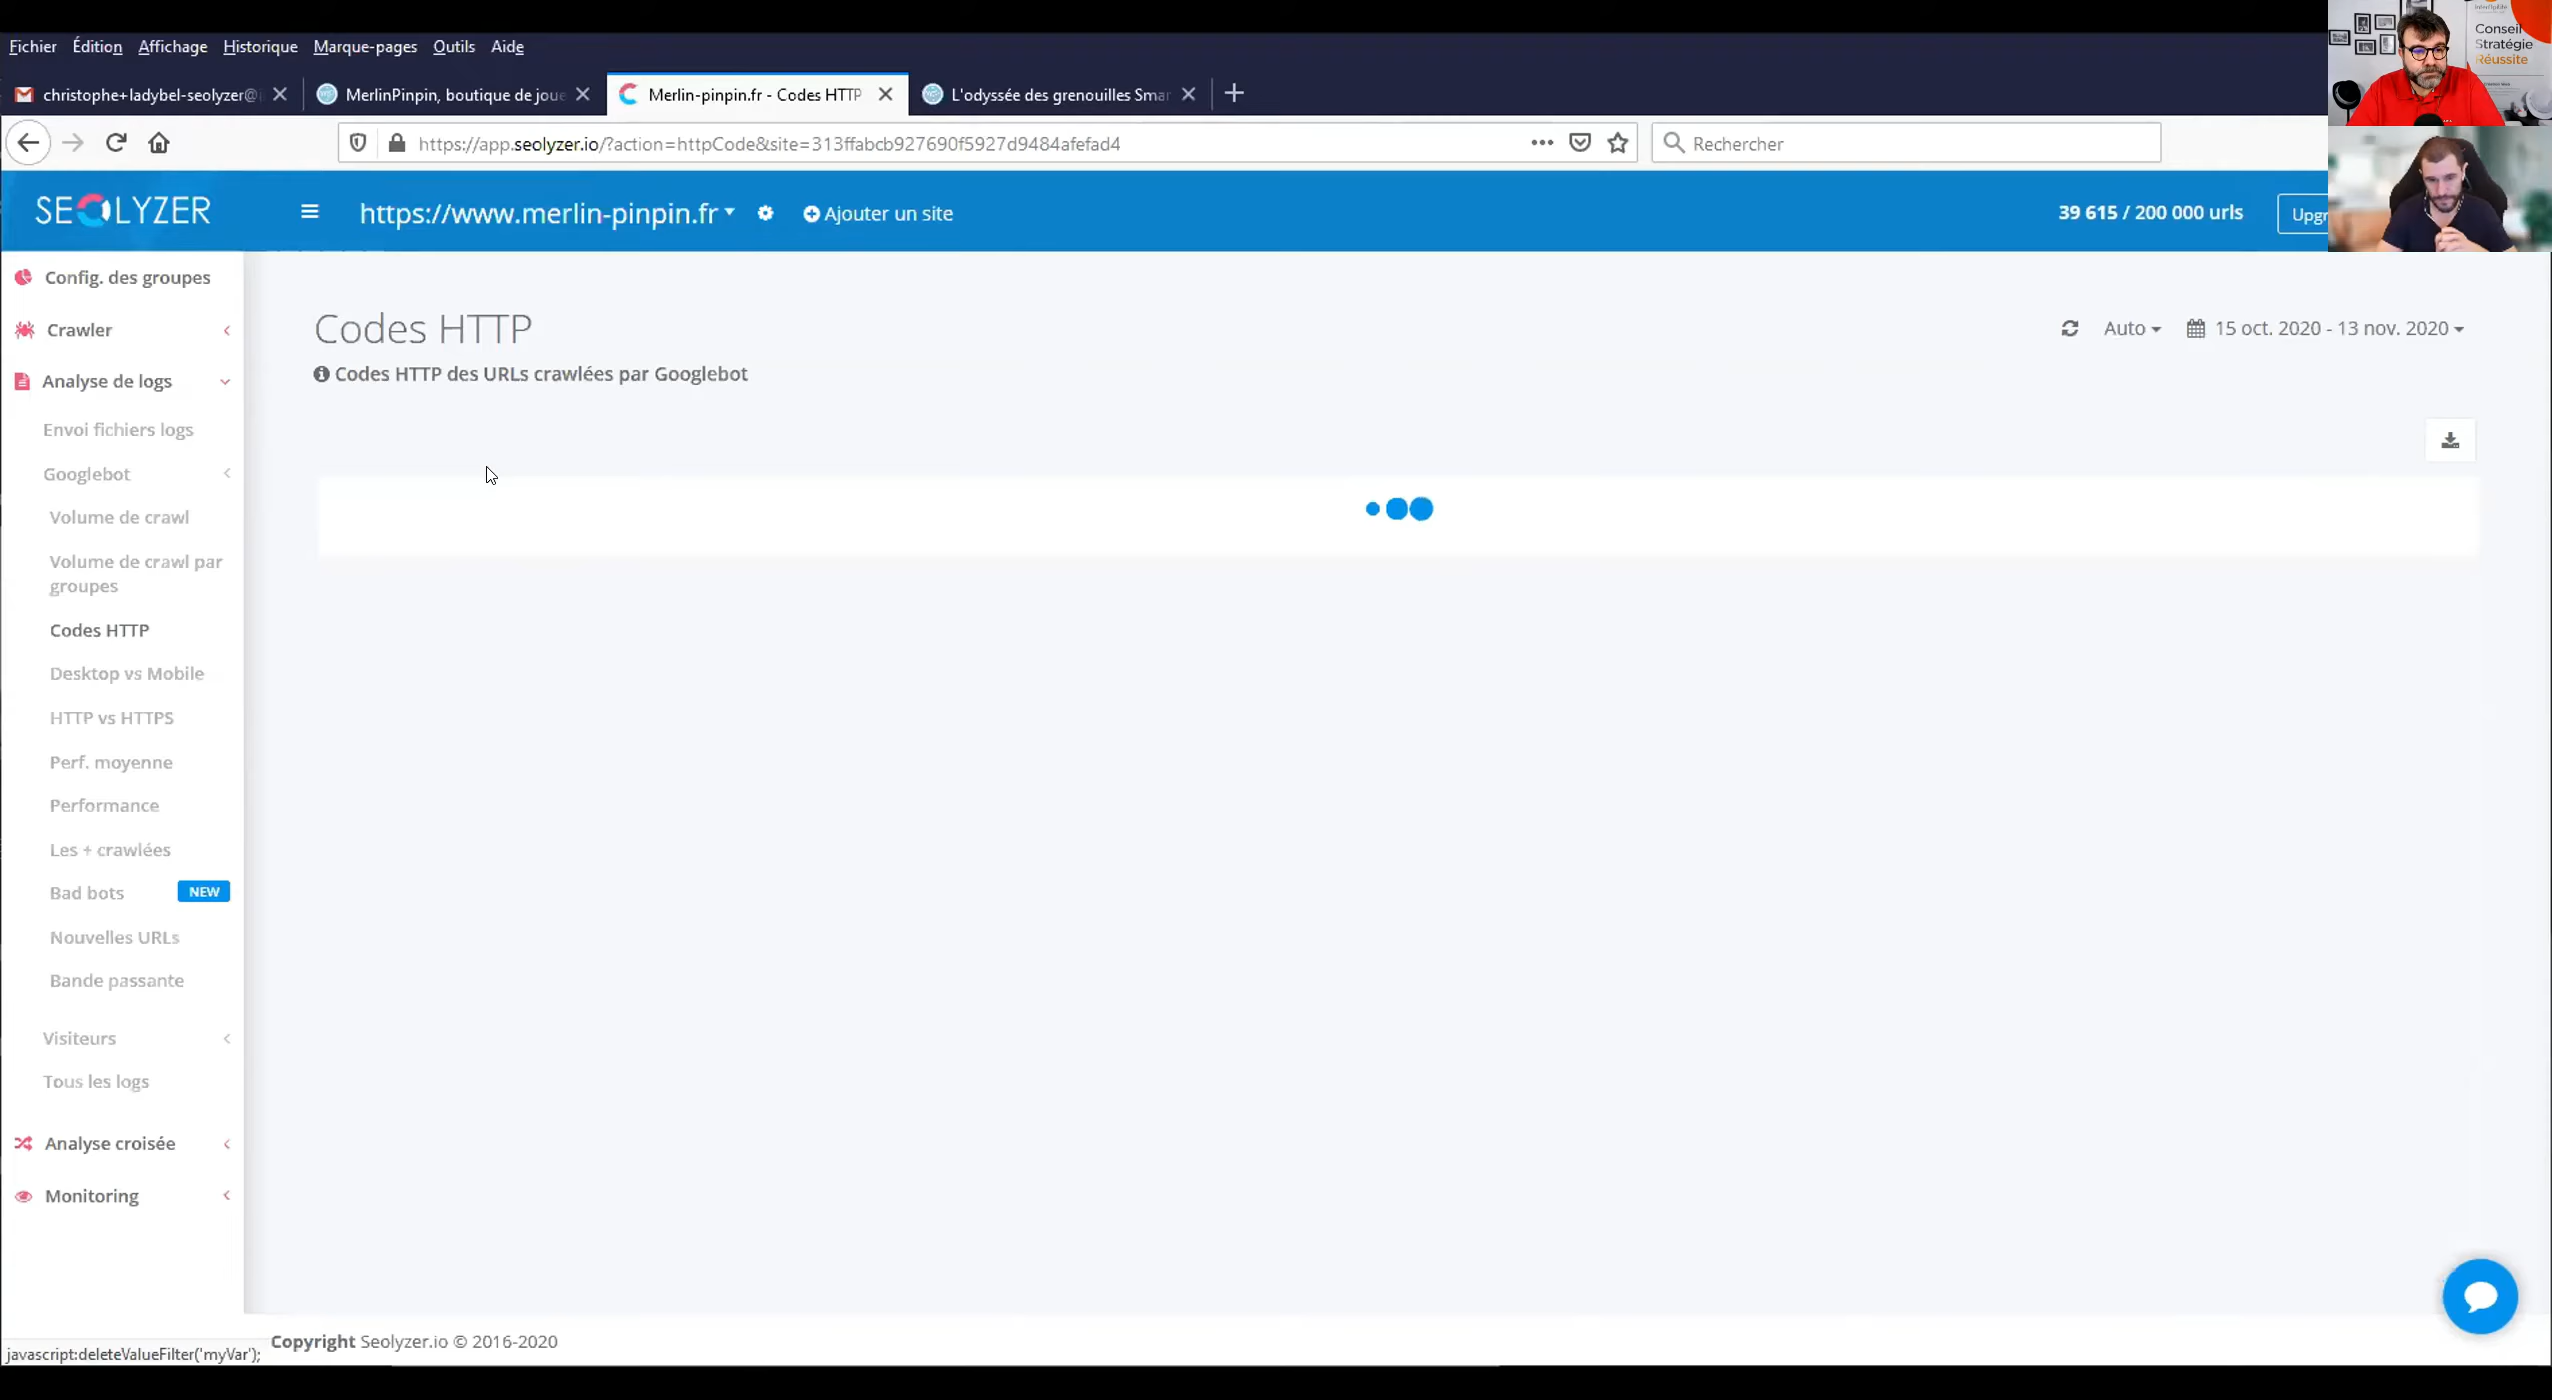 Fichier Édition Affichage Historique Marque-pages Outils Aide
christophe+ladybel-seolyzer@
MerlinPinpin, boutique de joue
Merlin-pinpin.fr - Codes HTTP
L'odyssée des grenouilles Smar
https://app.seolyzer.io/?action=httpCode&site=313ffabcb927690f5927d9484afefad4
Rechercher
SEOLYZER
https://www.merlin-pinpin.fr
Ajouter un site
39 615 / 200 000 urls
Upgr
Conseil
Stratégie
Réussite
Config. des groupes
Crawler
Analyse de logs
Envoi fichiers logs
Googlebot
Volume de crawl
Volume de crawl par
groupes
Codes HTTP
Desktop vs Mobile
HTTP vs HTTPS
Perf. moyenne
Performance
Les + crawlées
Bad bots NEW
Nouvelles URLs
Bande passante
Visiteurs
Tous les logs
Analyse croisée
Monitoring
Codes HTTP
Auto
15 oct. 2020 - 13 nov. 2020
Codes HTTP des URLs crawlées par Googlebot
Copyright Seolyzer.io © 2016-2020
javascript:deleteValueFilter('myVar');